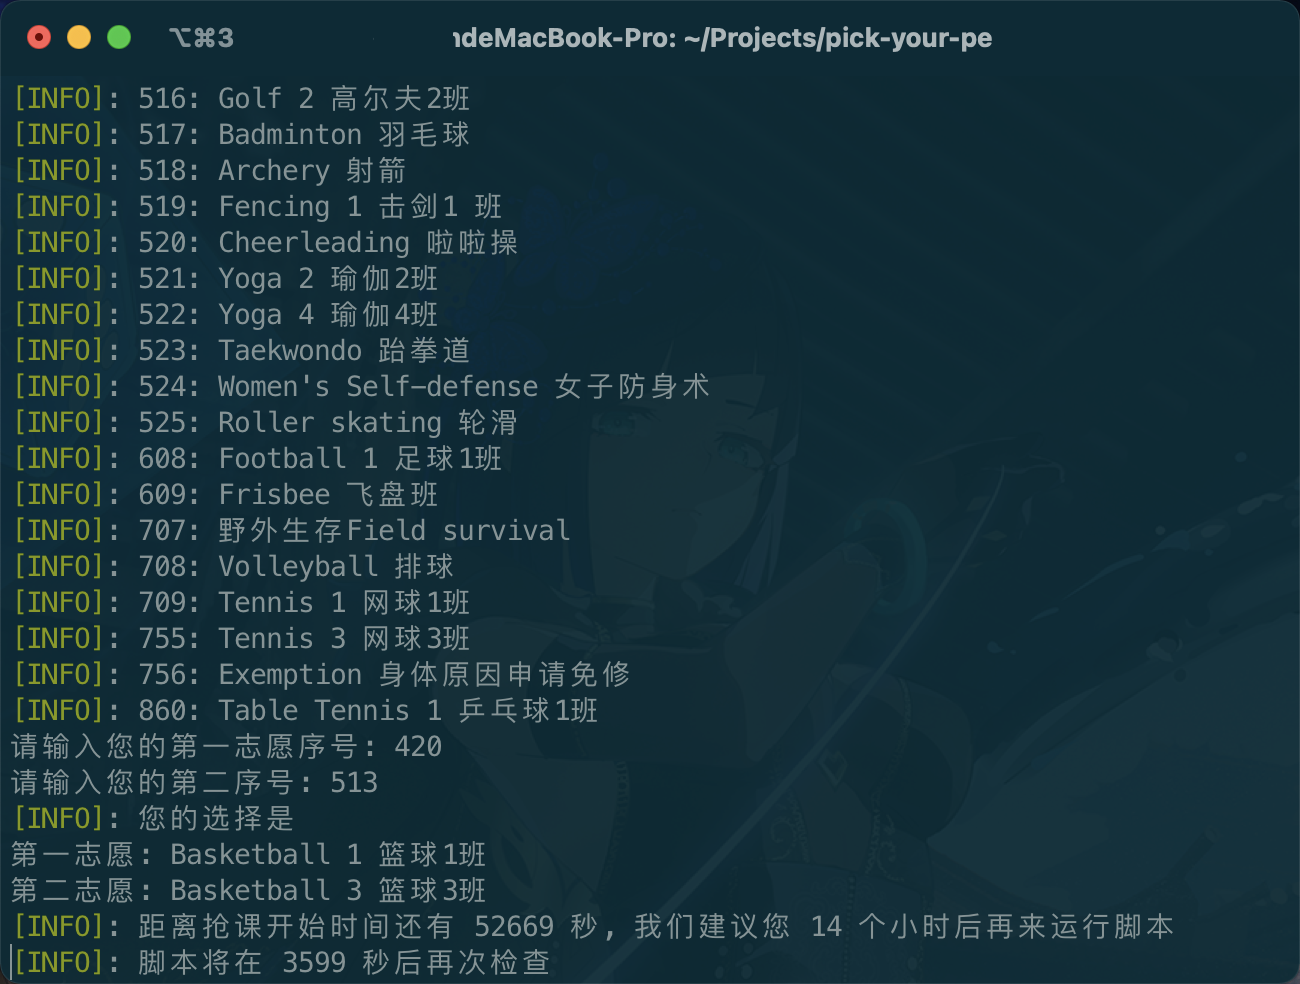 ⌥⌘3
ndeMacBook-Pro: ~/Projects/pick-your-pe
[INFO]: 516: Golf 2 高尔夫2班
[INFO]: 517: Badminton 羽毛球
[INFO]: 518: Archery 射箭
[INFO]: 519: Fencing 1 击剑1 班
[INFO]: 520: Cheerleading 啦啦操
[INFO]: 521: Yoga 2 瑜伽2班
[INFO]: 522: Yoga 4 瑜伽4班
[INFO]: 523: Taekwondo 跆拳道
[INFO]: 524: Women's Self-defense 女子防身术
[INFO]: 525: Roller skating 轮滑
[INFO]: 608: Football 1 足球1班
[INFO]: 609: Frisbee 飞盘班
[INFO]: 707: 野外生存Field survival
[INFO]: 708: Volleyball 排球
[INFO]: 709: Tennis 1 网球1班
[INFO]: 755: Tennis 3 网球3班
[INFO]: 756: Exemption 身体原因申请免修
[INFO]: 860: Table Tennis 1 乒乓球1班
请输入您的第一志愿序号: 420
请输入您的第二序号: 513
[INFO]: 您的选择是
第一志愿: Basketball 1 篮球1班
第二志愿: Basketball 3 篮球3班
[INFO]: 距离抢课开始时间还有 52669 秒, 我们建议您 14 个小时后再来运行脚本
[INFO]: 脚本将在 3599 秒后再次检查